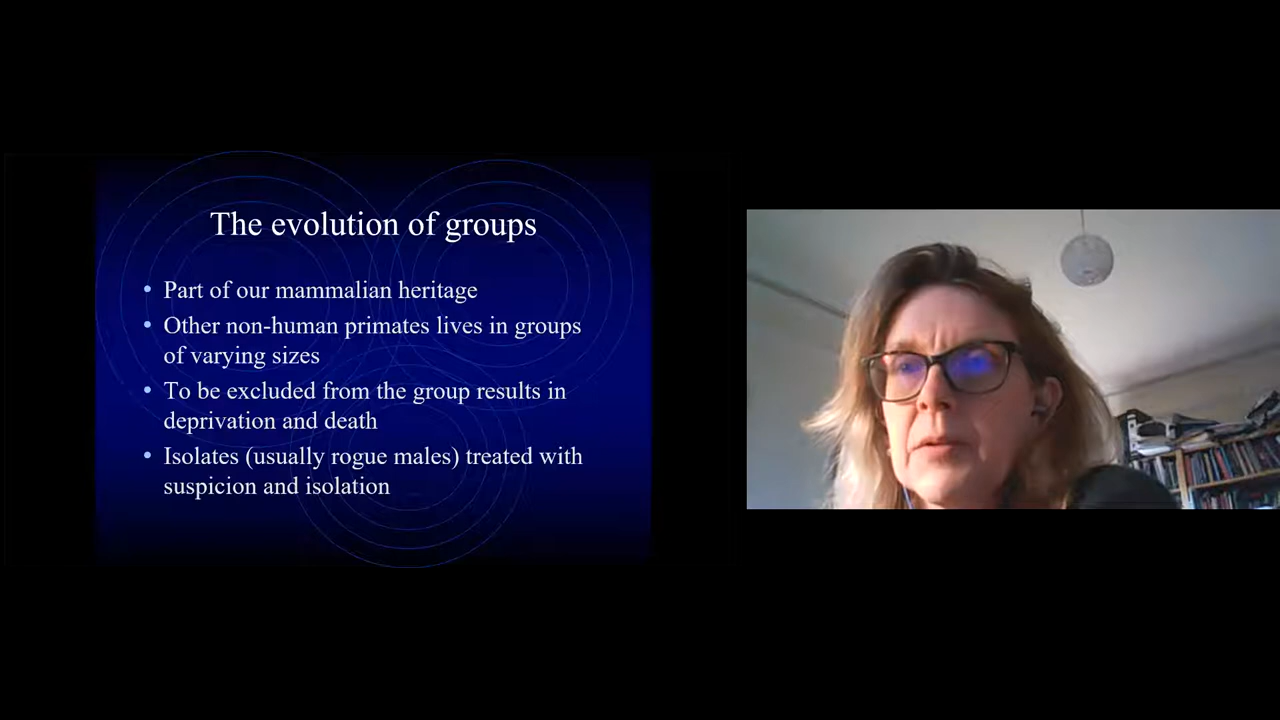 The evolution of groups
• Part of our mammalian heritage
• Other non-human primates lives in groups
of varying sizes
• To be excluded from the group results in
deprivation and death
• Isolates (usually rogue males) treated with
suspicion and isolation